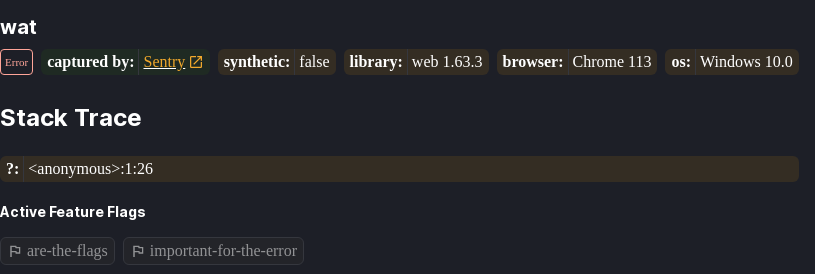 wat
Error captured by: Sentry synthetic: false library: web 1.63.3 browser: Chrome 113 os: Windows 10.0
Stack Trace
?: <anonymous>:1:26
Active Feature Flags
are-the-flags important-for-the-error